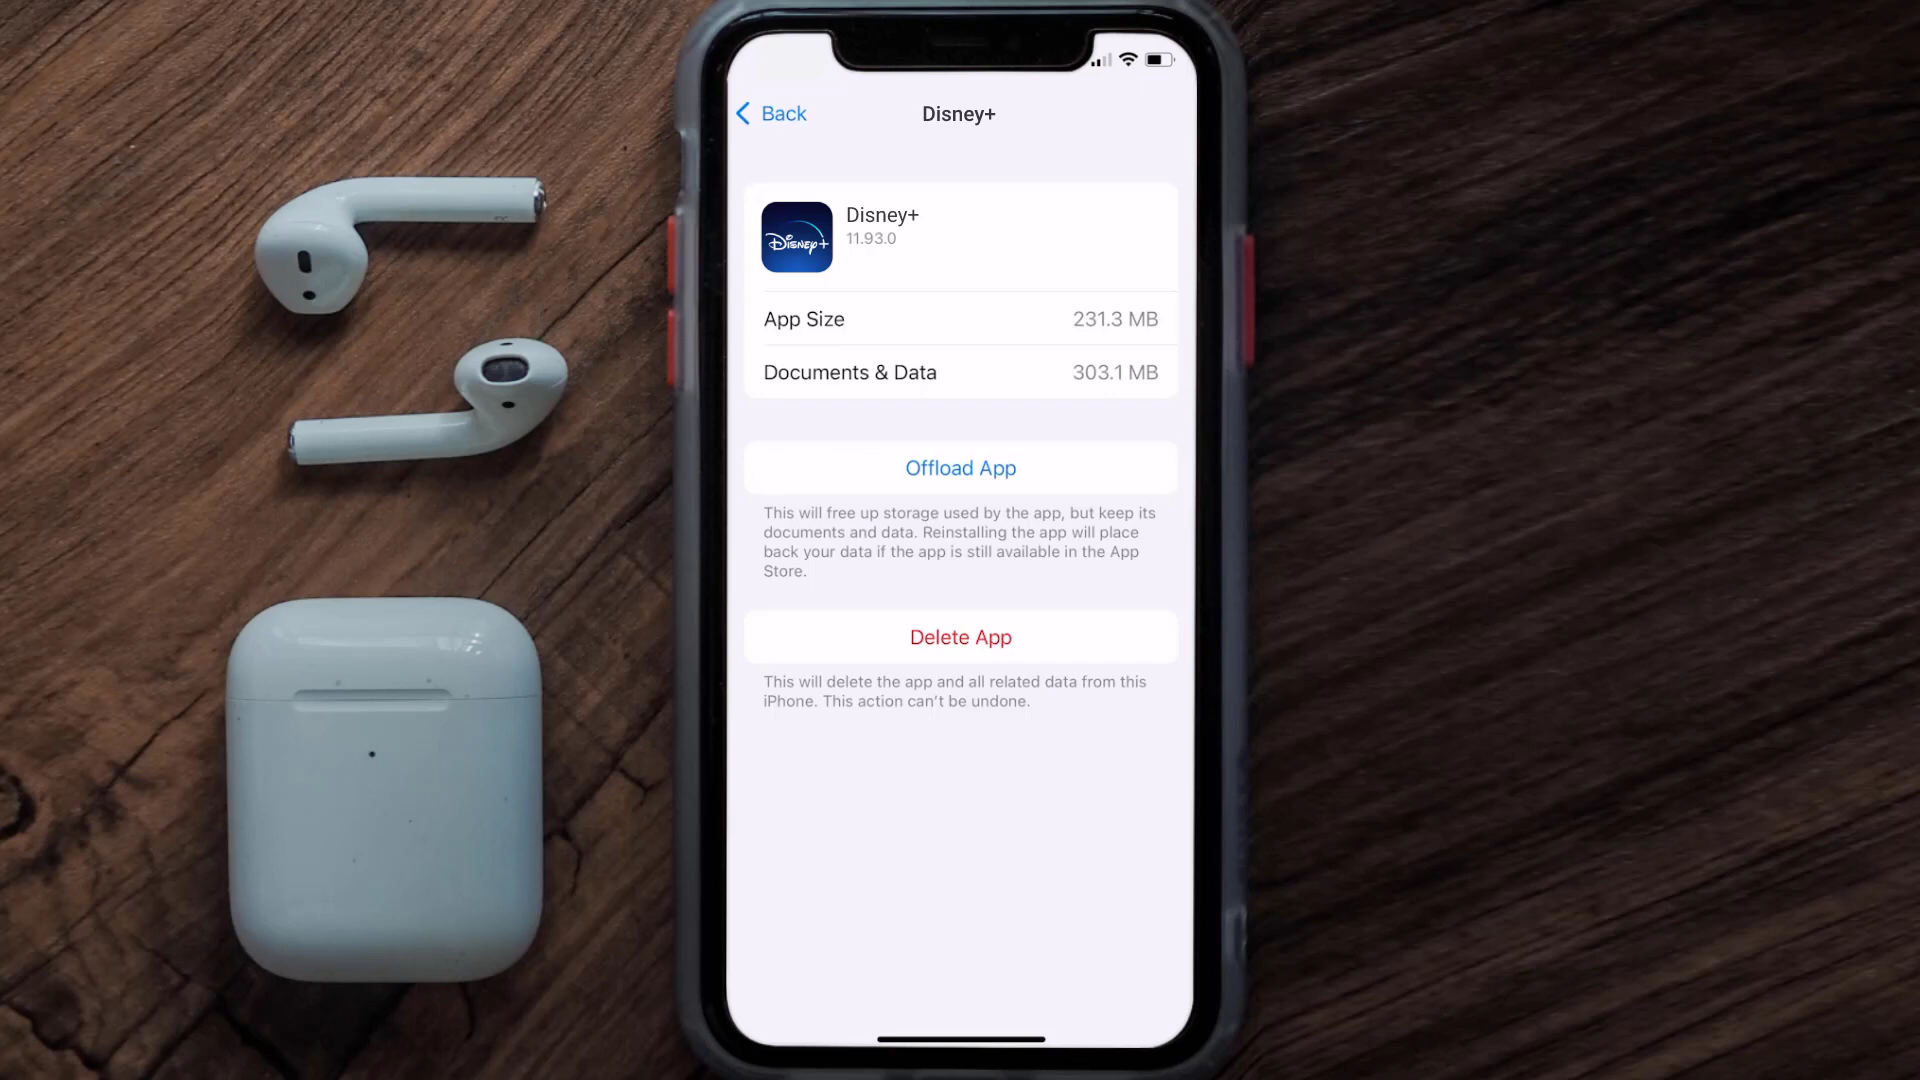 Back
Disney+
Disney+
Disney+
11.93.0
App Size 231.3 MB
Documents & Data 303.1 MB
Offload App
This will free up storage used by the app, but keep its
documents and data. Reinstalling the app will place
back your data if the app is still available in the App
Store.
Delete App
This will delete the app and all related data from this
iPhone. This action can't be undone.